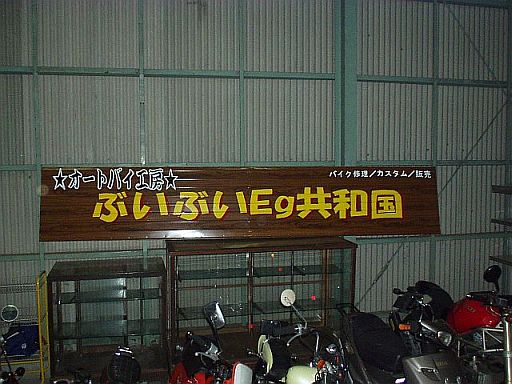 ★オートバイ工房★
バイク修理／カスタム／販売
ぶいぶいEg共和国